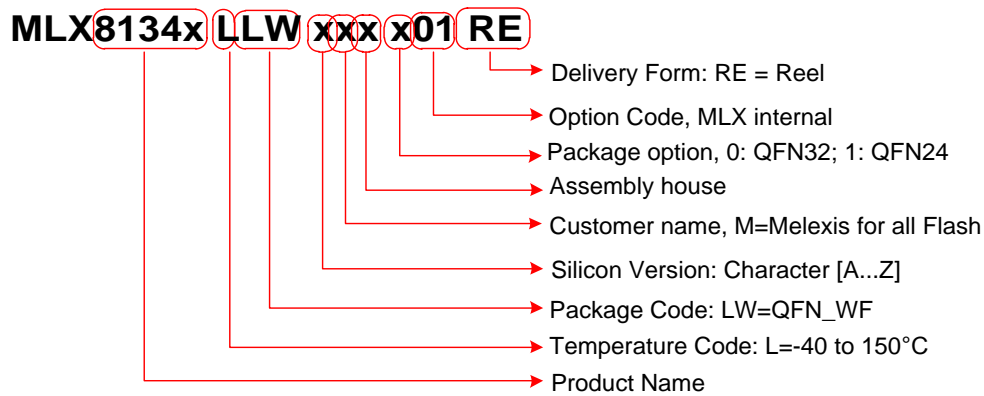 MLX8134x LLW xxx x01 RE
Delivery Form: RE = Reel
Option Code, MLX internal
Package option, 0: QFN32; 1: QFN24
Assembly house
Customer name, M=Melexis for all Flash
Silicon Version: Character [A...Z]
Package Code: LW=QFN_WF
Temperature Code: L=-40 to 150°C
Product Name